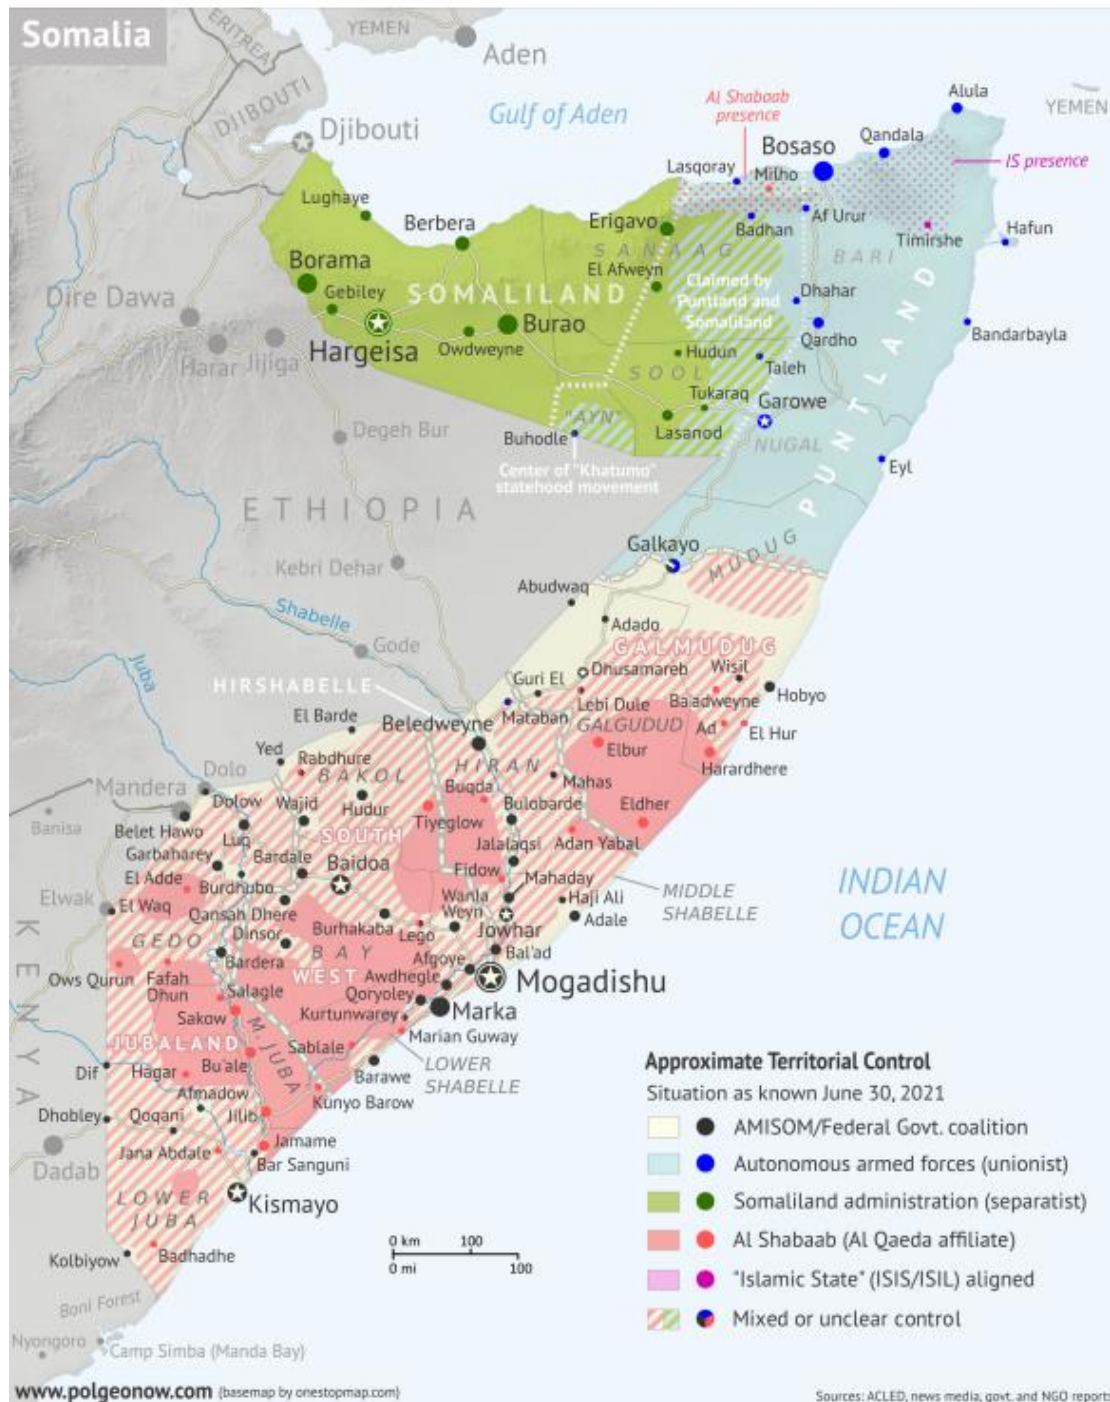 Somalia
ERITREA
YEMEN
Aden
DJIBOUTI
Djibouti
Gulf of Aden
Al Shabaab
presence
Alula
YEMEN
Qandala
Bosaso
IS presence
Lasqoray
Milho
Lughaye
Berbera
Erigavo
Badhan
Af Urur
Timirshe
Hafun
SANAAG
BARI
Borama
El Afweyn
Claimed by
Puntland and
Somaliland
Gebiley
SOMALILAND
Dhahar
Dire Dawa
Burao
Hargeisa
Owdweyne
Qardho
Bandarbayla
Harar
Jijiga
Hudun
Taleh
SOOL
PUNTLAND
Tukaraq
Garowe
"AYN"
Lasanod
Degeh Bur
Buhodle
NUGAL
Center of "Khatumo"
statehood movement
Eyl
ETHIOPIA
Galkayo
MUDUG
Kebri Dehar
Abudwaq
Shabelle
Adado
Gode
GALMUDUG
Juba
Dhusamareb
Wisil
HIRSHABELLE
Guri El
Lebi Dule
Baladweyne
Hobyo
El Barde
Mataban
Beledweyne
GALGUDUD
Ad
El Hur
Yed
Rabdhure
Elbur
Harardhere
Dolo
BAKOL
HIRAN
Mandera
Buqda
Mahas
Dolow
Wajid
Hudur
Bulobarde
Eldher
Banisa
Belet Hawo
Luq
SOUTH
Tiyeglow
Garbaharey
Bardale
Jalalaqsi
Adan Yabal
El Adde
Baidoa
Fidow
Burdhubo
Mahaday
Elwak
El Waq
Wanla
Weyn
Haji Ali
MIDDLE
SHABELLE
Qansah Dhere
Adale
Burhakaba
Lego
Jowhar
Dinsor
GEDO
BAY
Bal'ad
INDIAN
OCEAN
Bardera
Afgoye
Ows Qurun
Fafah
Dhun
WEST
Awdhegle
Mogadishu
Salagle
Qoryoley
Marka
Sakow
Kurtunwarey
JUBALAND
M JUBA
Marian Guway
Sablale
Bu'ale
LOWER
SHABELLE
Dif
Hagar
Barawe
Afmadow
Kunyo Barow
Dhobley
Qoqani
Jilib
KENYA
Jana Abdale
Jamame
Dadab
Bar Sanguni
LOWER
JUBA
Kismayo
Badhadhe
Kolbiyow
Boni Forest
Nyongoro
Camp Simba (Manda Bay)
0 km 100
0 mi 100
Approximate Territorial Control
Situation as known June 30, 2021
AMISOM/Federal Govt. coalition
Autonomous armed forces (unionist)
Somaliland administration (separatist)
Al Shabaab (Al Qaeda affiliate)
"Islamic State" (ISIS/ISIL) aligned
Mixed or unclear control
www.polgeonow.com (basemap by onestopmap.com)
Sources: ACLED, news media, govt. and NGO reports